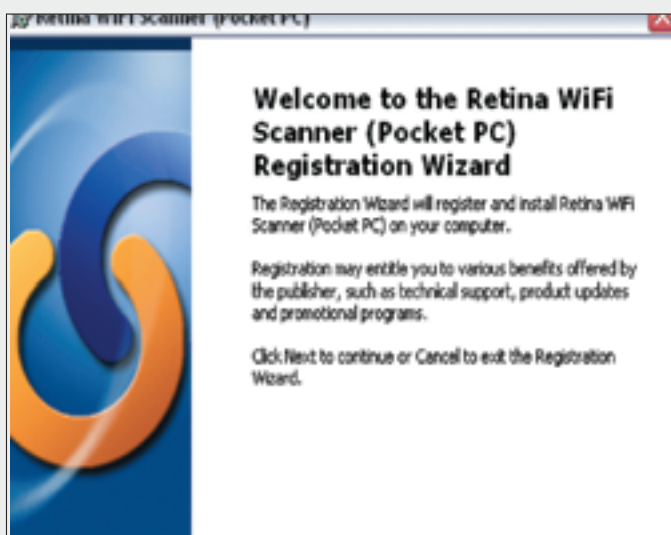 Retina WiFi Scanner (Pocket PC)
Welcome to the Retina WiFi
Scanner (Pocket PC)
Registration Wizard
The Registration Wizard will register and install Retina WiFi
Scanner (Pocket PC) on your computer.
Registration may entitle you to various benefits offered by
the publisher, such as technical support, product updates
and promotional programs.
Click Next to continue or Cancel to exit the Registration
Wizard.